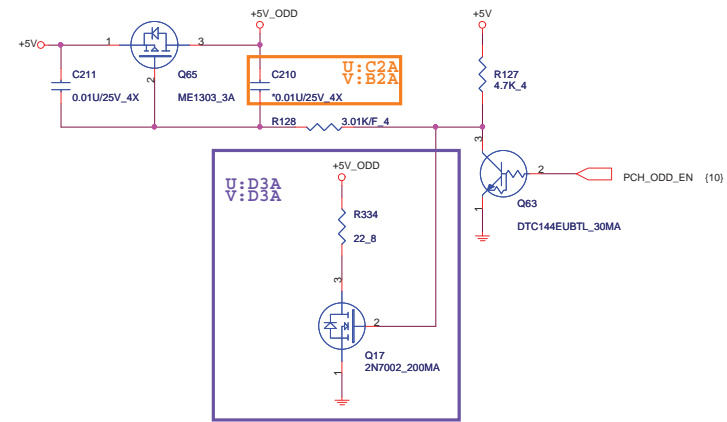 +5V_ODD
+5V
+5V
1
3
Q65
ME1303_3A
2
C211
0.01U/25V_4X
C210
*0.01U/25V_4X
U:C2A
V:B2A
R127
4.7K_4
R128
3.01K/F_4
3
2
PCH_ODD_EN {10}
Q63
1
DTC144EUBTL_30MA
U:D3A
V:D3A
+5V_ODD
R334
22_8
3
2
Q17
2N7002_200MA
1